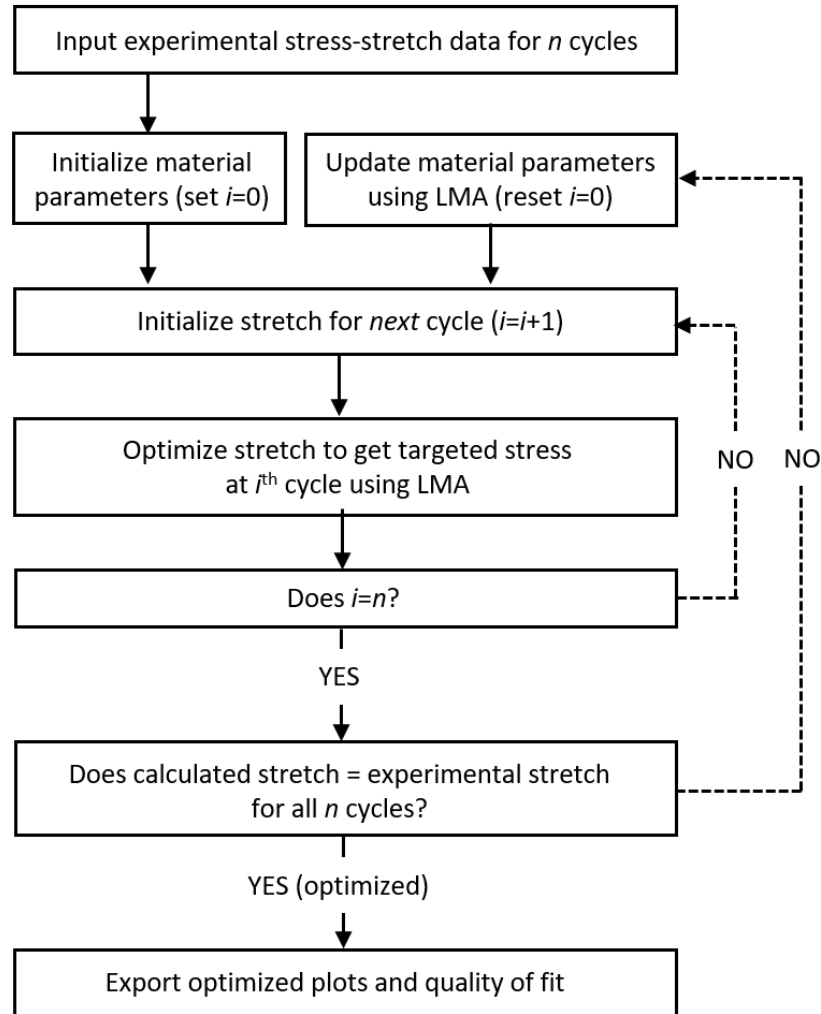 Input experimental stress-stretch data for n cycles
Initialize material
parameters (set i=0)
Update material parameters
using LMA (reset i=0)
Initialize stretch for next cycle (i=i+1)
Optimize stretch to get targeted stress
at ith cycle using LMA
NO
NO
Does i=n?
YES
Does calculated stretch = experimental stretch
for all n cycles?
YES (optimized)
Export optimized plots and quality of fit